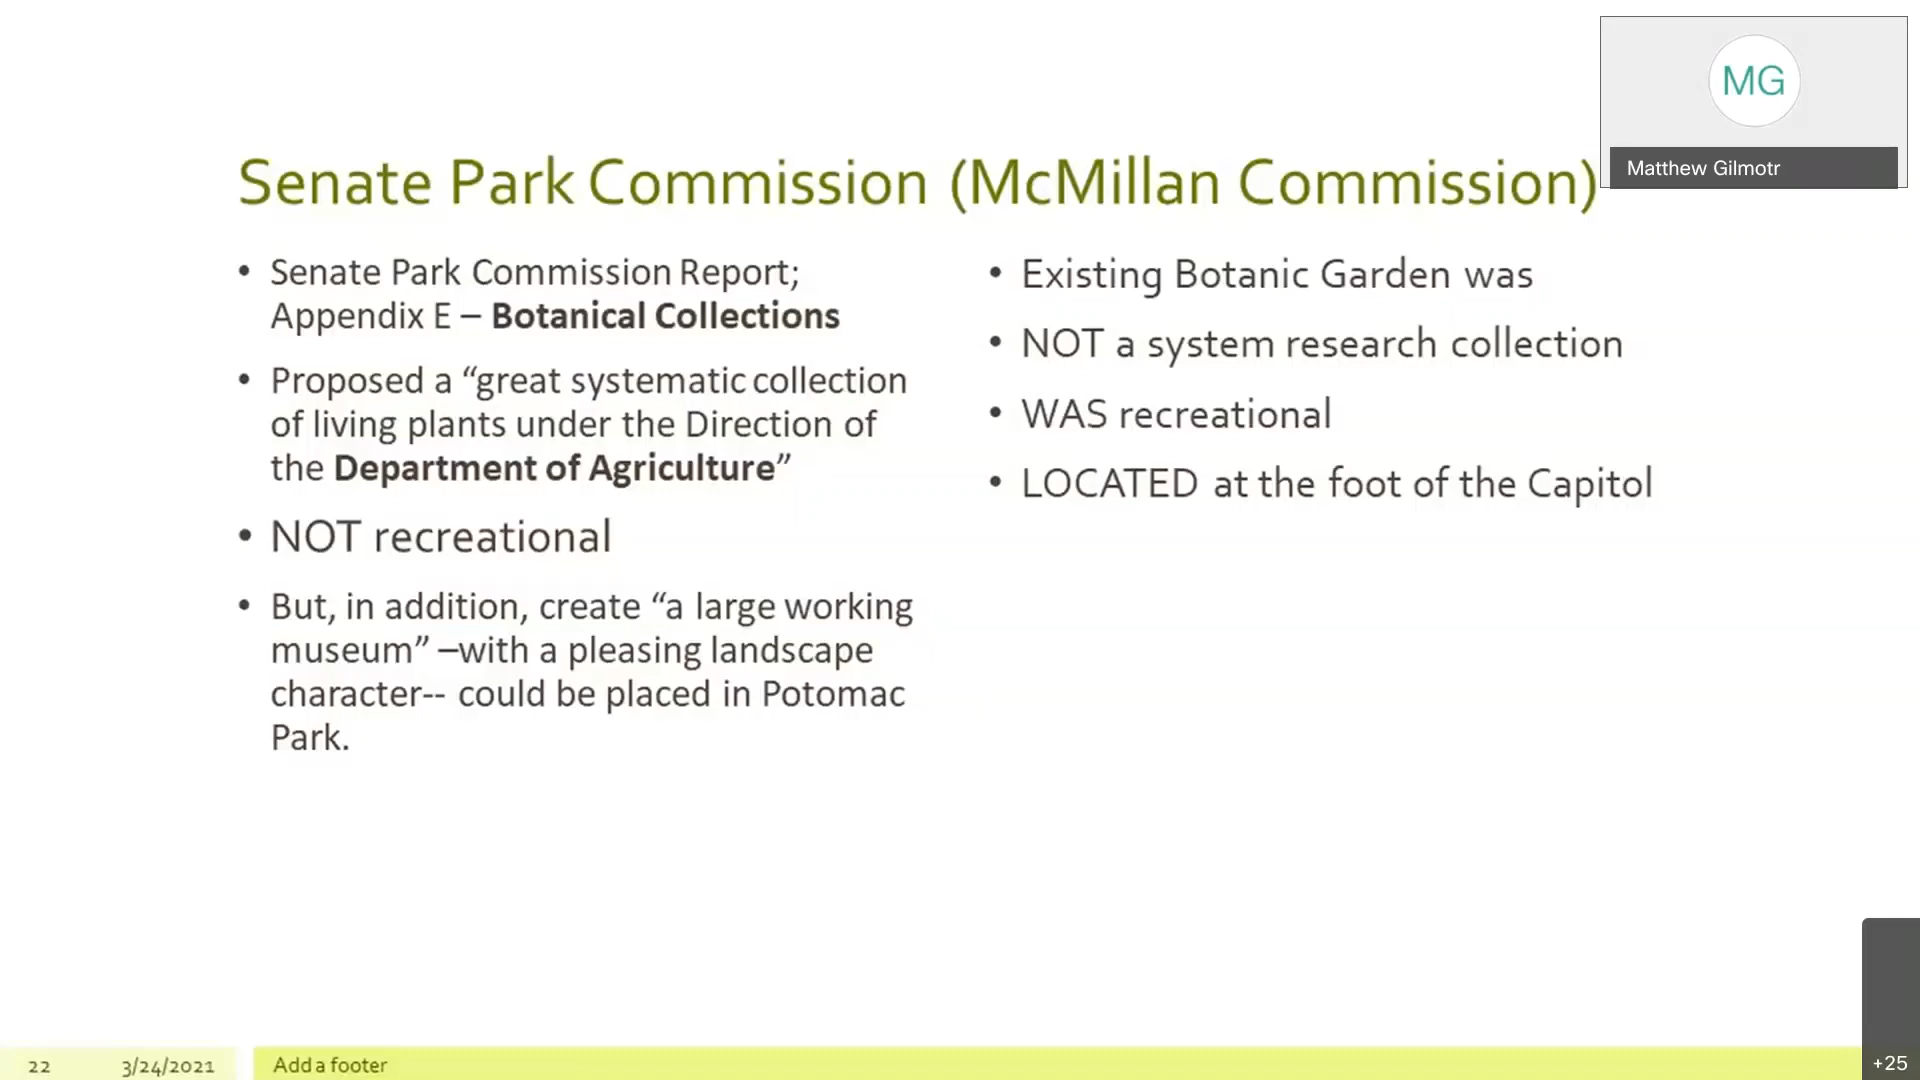 MG
Matthew Gilmotr
Senate Park Commission (McMillan Commission)
• Senate Park Commission Report;
Appendix E – Botanical Collections
• Proposed a “great systematic collection
of living plants under the Direction of
the Department of Agriculture”
• NOT recreational
• But, in addition, create “a large working
museum” –with a pleasing landscape
character-- could be placed in Potomac
Park.
• Existing Botanic Garden was
• NOT a system research collection
• WAS recreational
• LOCATED at the foot of the Capitol
22
3/24/2021
Add a footer
+25